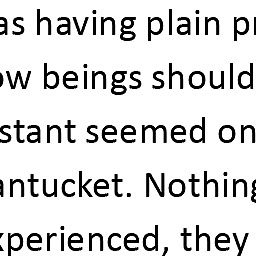 as having plain pr
ow beings should
stant seemed on
antucket. Nothing
xperienced, they